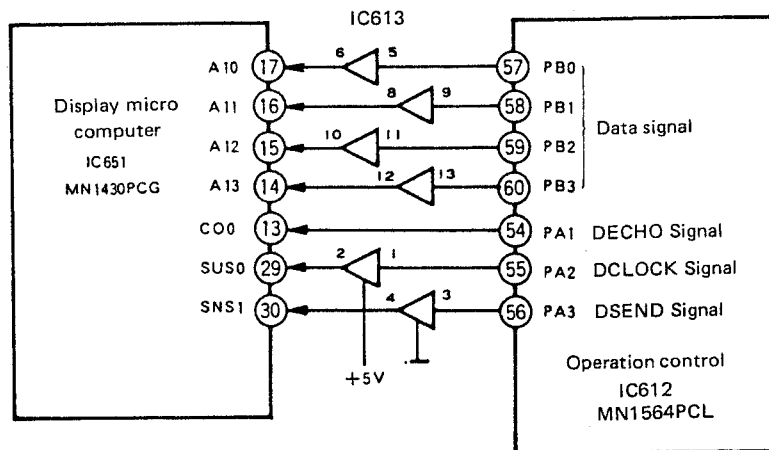 IC613
A10 17 6 5 57 PB0
A11 16 8 9 58 PB1
A12 15 10 11 59 PB2
A13 14 12 13 60 PB3
CO0 13 54 PA1 DECHO Signal
SUS0 29 2 1 55 PA2 DCLOCK Signal
SNS1 30 4 3 56 PA3 DSEND Signal
Display micro
computer
IC651
MN1430PCG
Data signal
+5V
Operation control
IC612
MN1564PCL